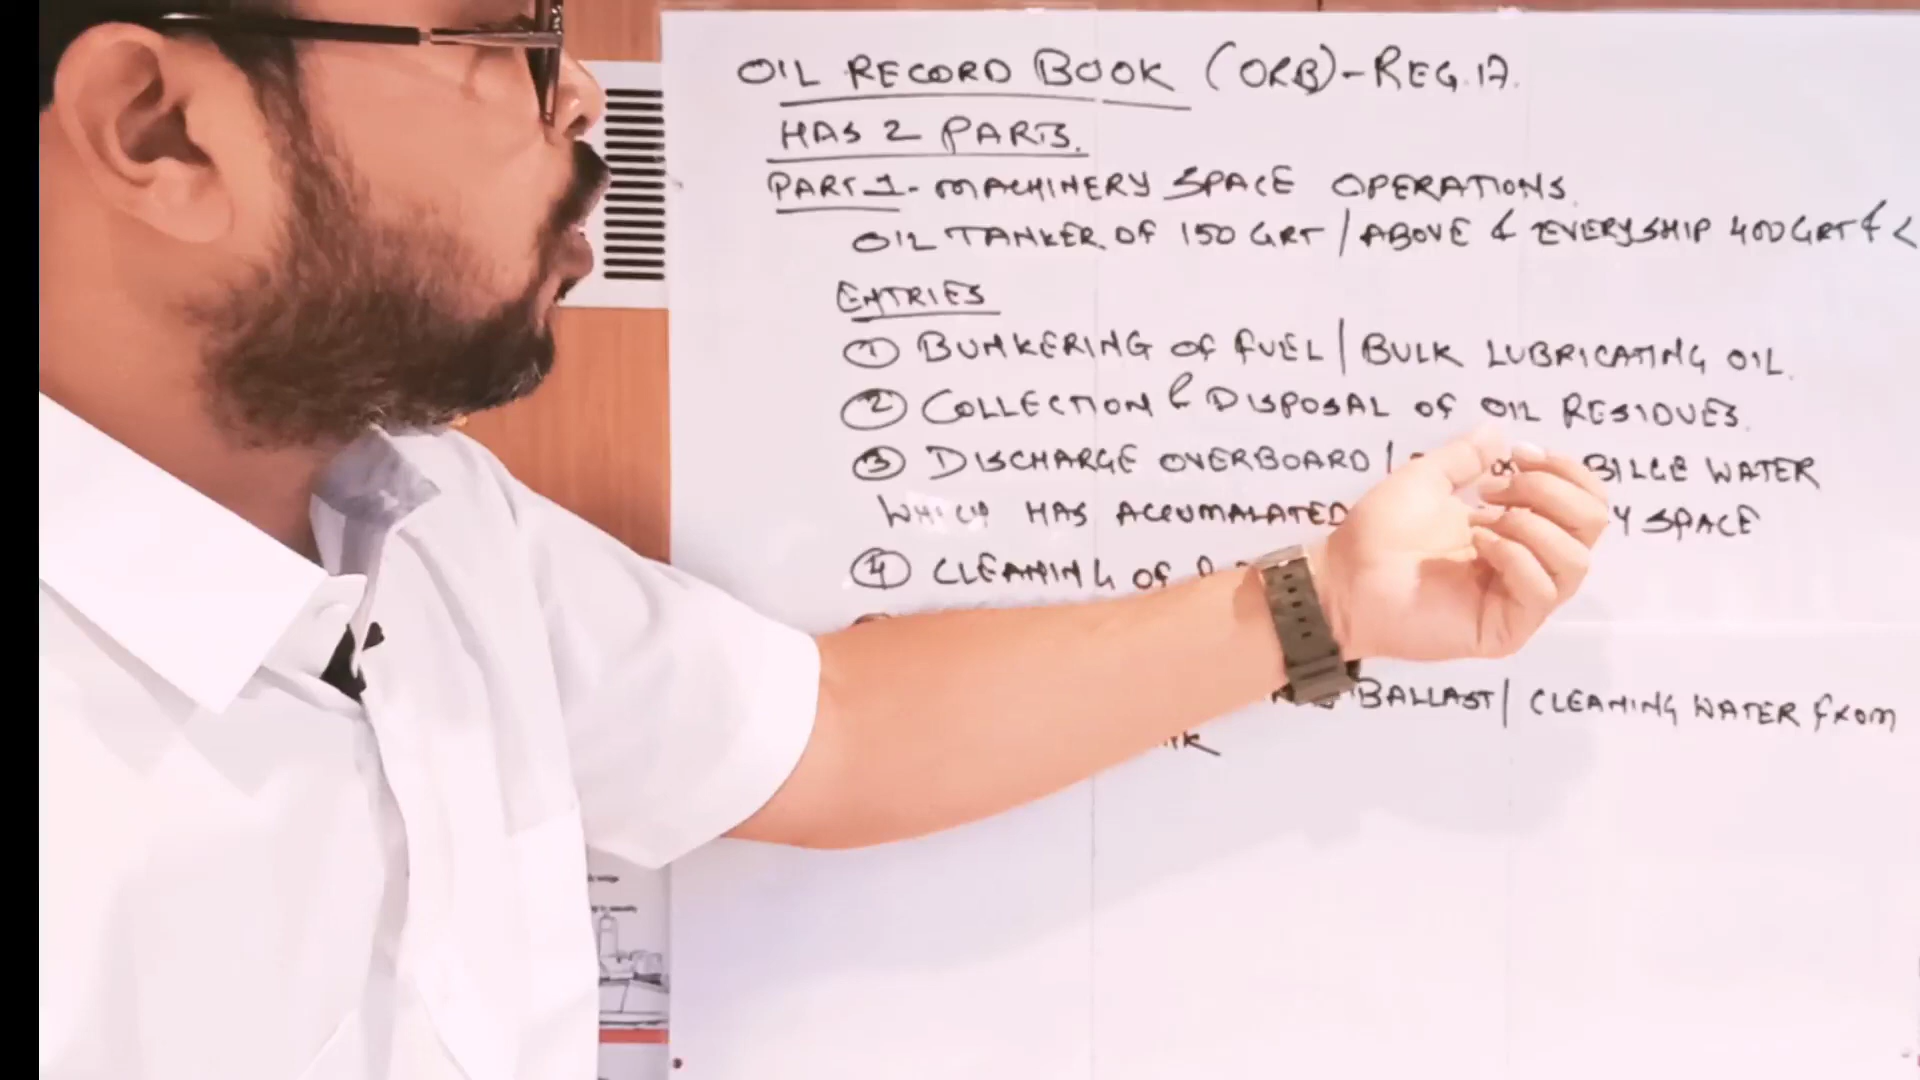 OIL RECORD BOOK (ORB)-REG.17.
HAS 2 PARTS.
PART 1- MACHINERY SPACE OPERATIONS.
OIL TANKER OF 150 GRT / ABOVE & EVERY SHIP 400 GRT & <
ENTRIES
① BUNKERING OF FUEL / BULK LUBRICATING OIL.
② COLLECTION & DISPOSAL OF OIL RESIDUES.
③ DISCHARGE OVERBOARD / BILGE WATER
WHICH HAS ACCUMALATED SPACE
④ CLEANING OF
BALLAST / CLEANING WATER FROM